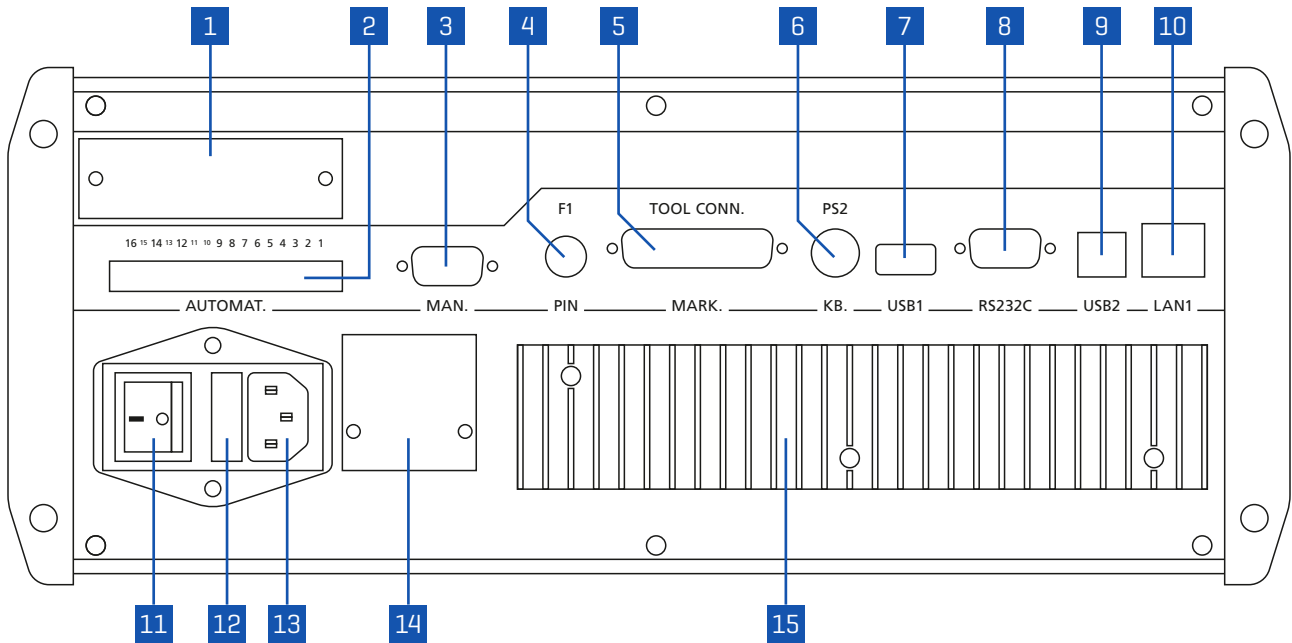 1 2 3 4 5 6 7 8 9 10
F1 TOOL CONN. PS2
16 15 14 13 12 11 10 9 8 7 6 5 4 3 2 1
AUTOMAT. MAN. PIN MARK. KB. USB1 RS232C USB2 LAN1
11 12 13 14 15